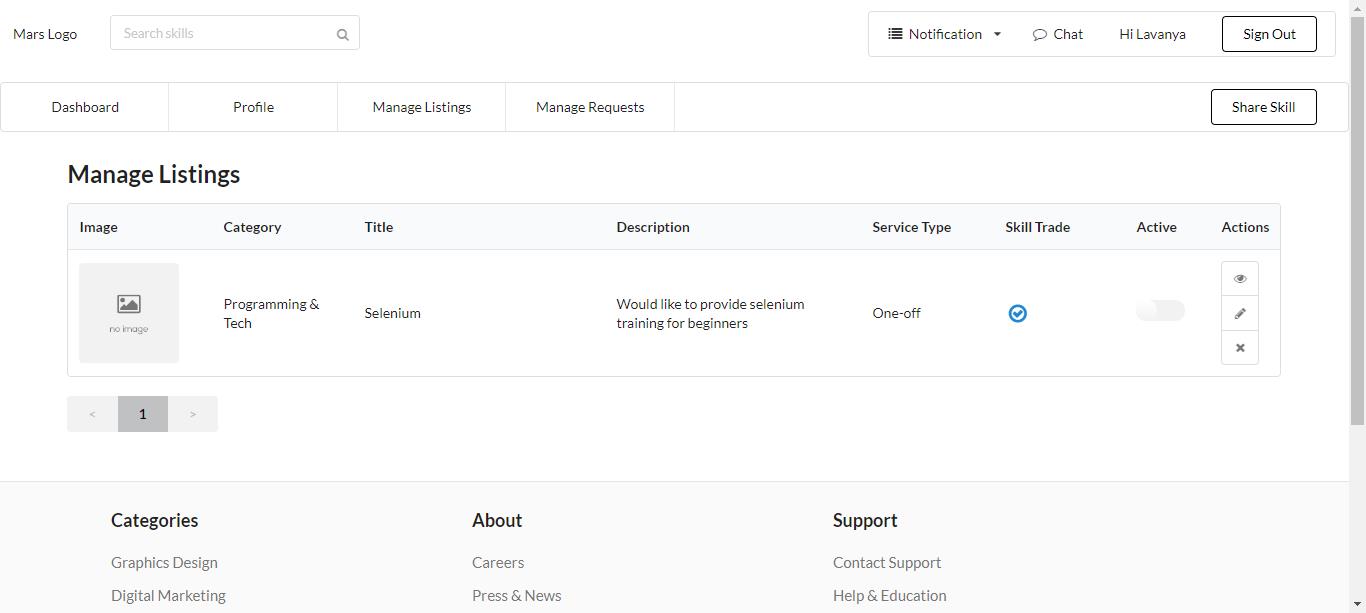 Mars Logo
Search skills
Notification
Chat
Hi Lavanya
Sign Out
Dashboard
Profile
Manage Listings
Manage Requests
Share Skill
Manage Listings
Image
Category
Title
Description
Service Type
Skill Trade
Active
Actions
no image
Programming &
Tech
Selenium
Would like to provide selenium
training for beginners
One-off
<
1
>
Categories
About
Support
Graphics Design
Careers
Contact Support
Digital Marketing
Press & News
Help & Education